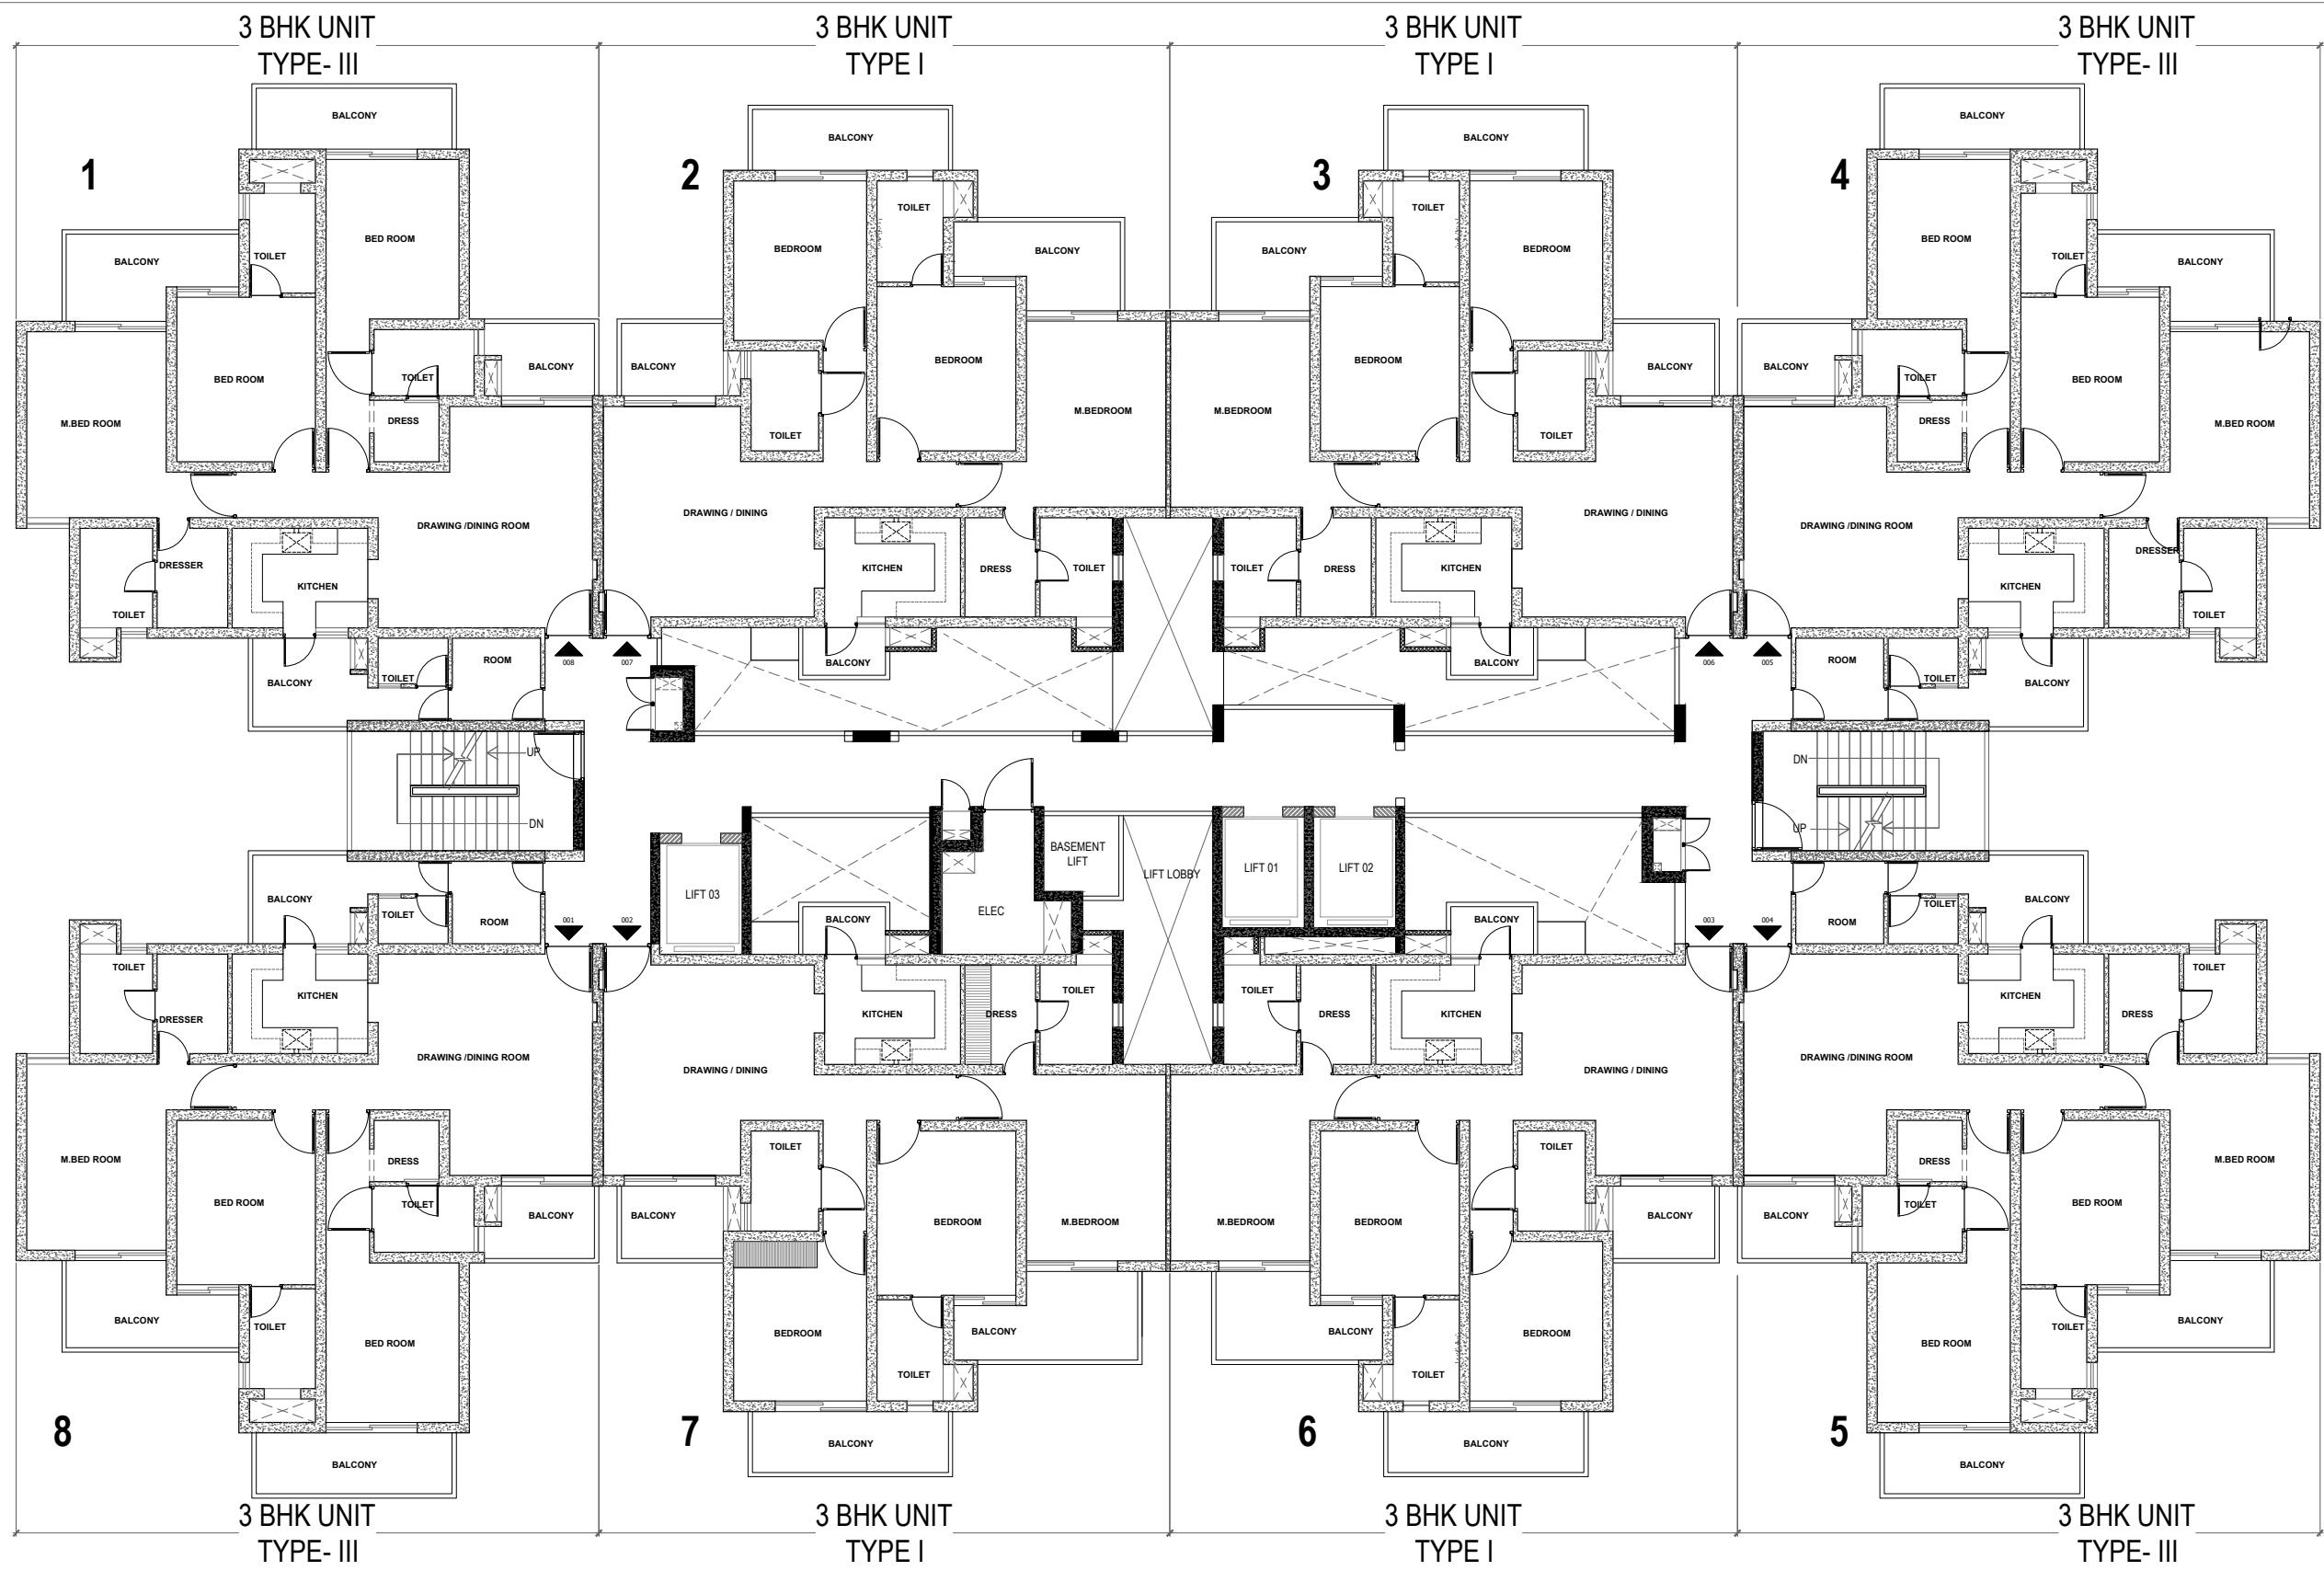 3 BHK UNIT
TYPE- III
3 BHK UNIT
TYPE I
3 BHK UNIT
TYPE I
3 BHK UNIT
TYPE- III
1
BALCONY
BALCONY
TOILET
BED ROOM
BED ROOM
M.BED ROOM
TOILET
DRESS
BALCONY
DRAWING /DINING ROOM
DRESSER
TOILET
KITCHEN
BALCONY
TOILET
ROOM
008
2
BALCONY
TOILET
BEDROOM
BALCONY
BALCONY
BEDROOM
M.BEDROOM
TOILET
DRAWING / DINING
KITCHEN
DRESS
TOILET
BALCONY
007
3
BALCONY
TOILET
BEDROOM
BALCONY
BEDROOM
M.BEDROOM
BALCONY
TOILET
DRAWING / DINING
TOILET
DRESS
KITCHEN
BALCONY
006
4
BALCONY
BED ROOM
TOILET
BALCONY
BALCONY
TOILET
BED ROOM
DRESS
M.BED ROOM
DRAWING /DINING ROOM
DRESSER
KITCHEN
TOILET
005
ROOM
TOILET
BALCONY
UP
DN
DN
UP
LIFT 03
ELEC
BASEMENT
LIFT
LIFT LOBBY
LIFT 01
LIFT 02
BALCONY
TOILET
ROOM
001
TOILET
DRESSER
KITCHEN
DRAWING /DINING ROOM
M.BED ROOM
BED ROOM
DRESS
TOILET
BALCONY
BALCONY
TOILET
BED ROOM
8
BALCONY
002
BALCONY
KITCHEN
DRESS
TOILET
DRAWING / DINING
TOILET
BALCONY
BEDROOM
M.BEDROOM
BEDROOM
BALCONY
TOILET
7
BALCONY
003
BALCONY
TOILET
DRESS
KITCHEN
DRAWING / DINING
TOILET
M.BEDROOM
BEDROOM
BALCONY
BALCONY
BEDROOM
TOILET
6
BALCONY
004
ROOM
TOILET
BALCONY
TOILET
KITCHEN
DRESS
DRAWING /DINING ROOM
DRESS
M.BED ROOM
TOILET
BED ROOM
BALCONY
BALCONY
TOILET
BED ROOM
5
BALCONY
3 BHK UNIT
TYPE- III
3 BHK UNIT
TYPE I
3 BHK UNIT
TYPE I
3 BHK UNIT
TYPE- III